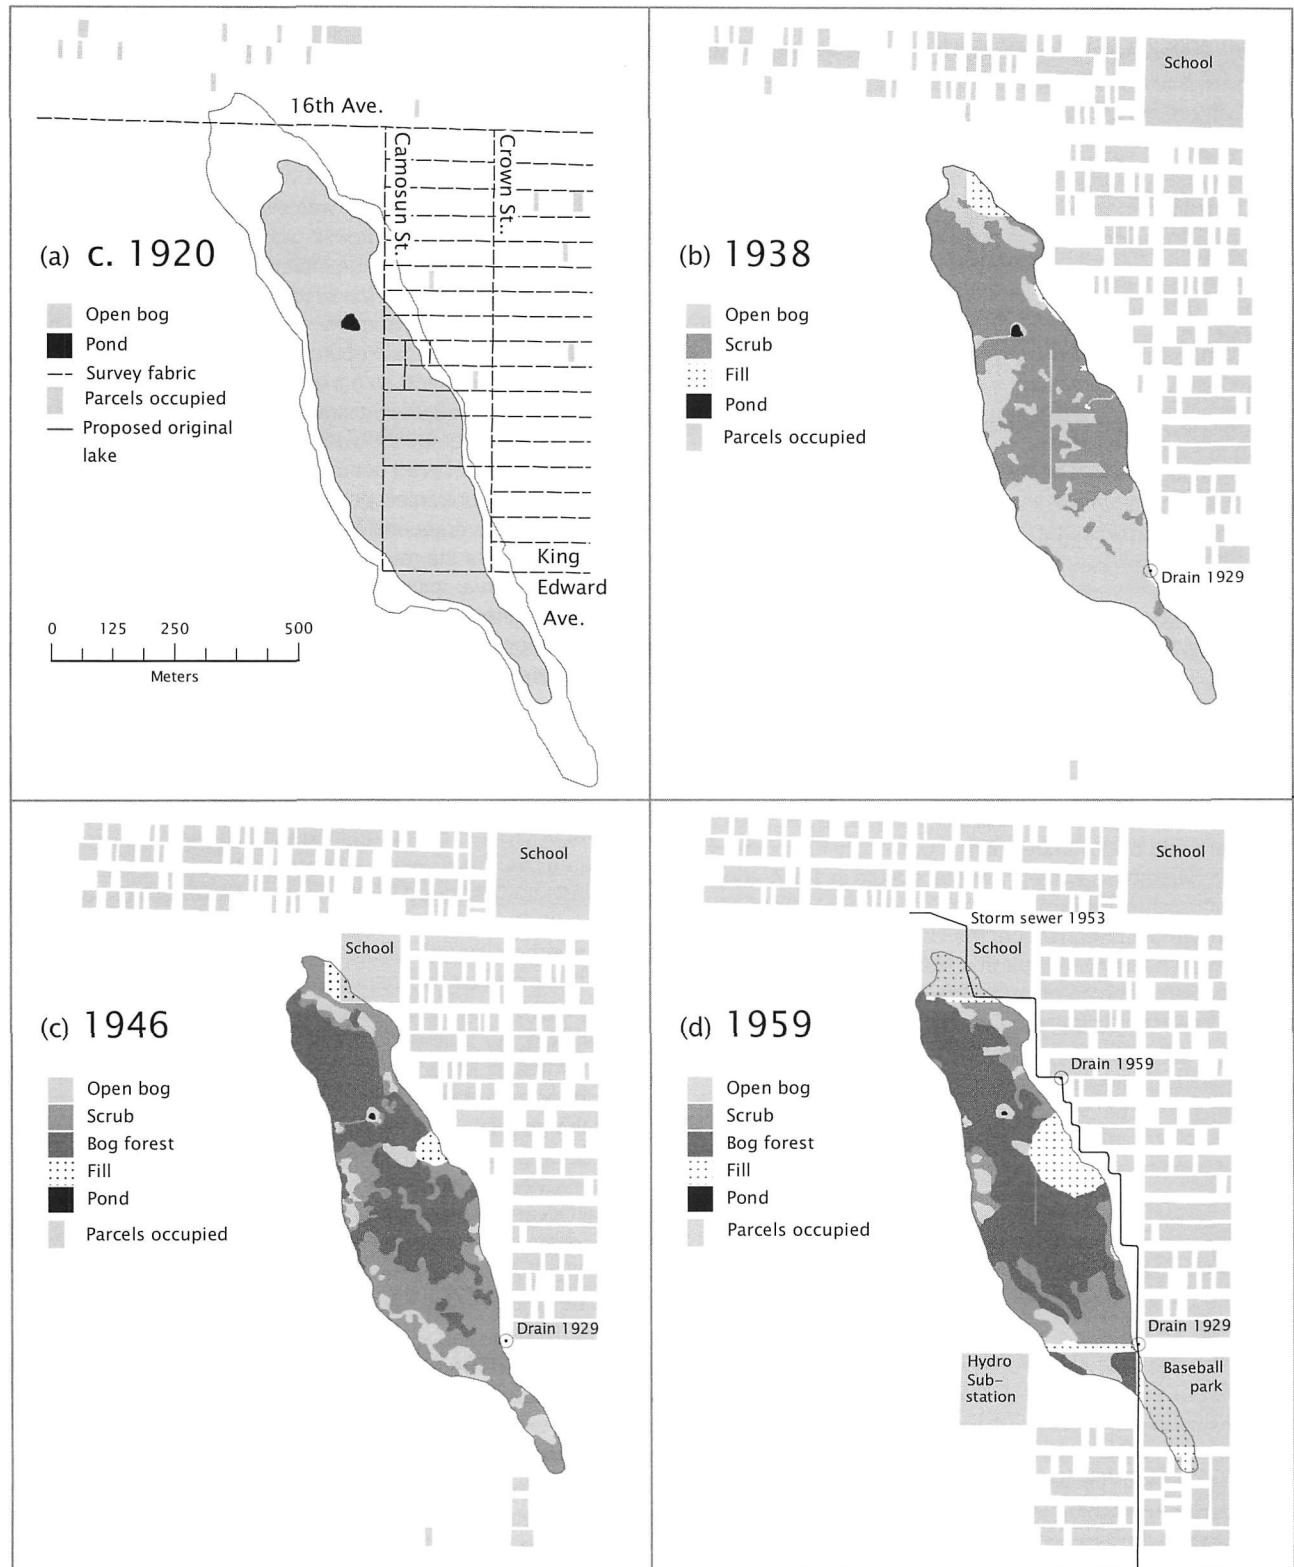 16th Ave.
Camosun St.
Crown St..
(a) c. 1920
Open bog
Pond
Survey fabric
Parcels occupied
Proposed original
lake
King
Edward
Ave.
0 125 250 500
Meters
School
(b) 1938
Open bog
Scrub
Fill
Pond
Parcels occupied
Drain 1929
School
School
(c) 1946
Open bog
Scrub
Bog forest
Fill
Pond
Parcels occupied
Drain 1929
School
Storm sewer 1953
School
(d) 1959
Drain 1959
Open bog
Scrub
Bog forest
Fill
Pond
Parcels occupied
Drain 1929
Hydro
Sub-
station
Baseball
park